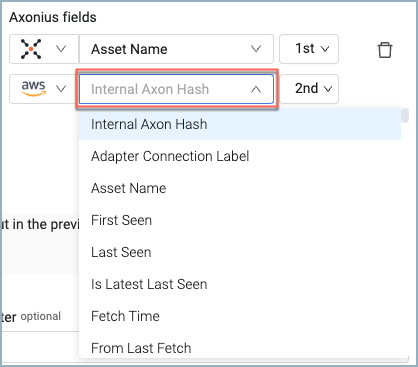 Axonius fields
Asset Name 1st
aws Internal Axon Hash 2nd
Internal Axon Hash
Adapter Connection Label
Asset Name
First Seen
ut in the previ
Last Seen
Is Latest Last Seen
ter optional
Fetch Time
From Last Fetch